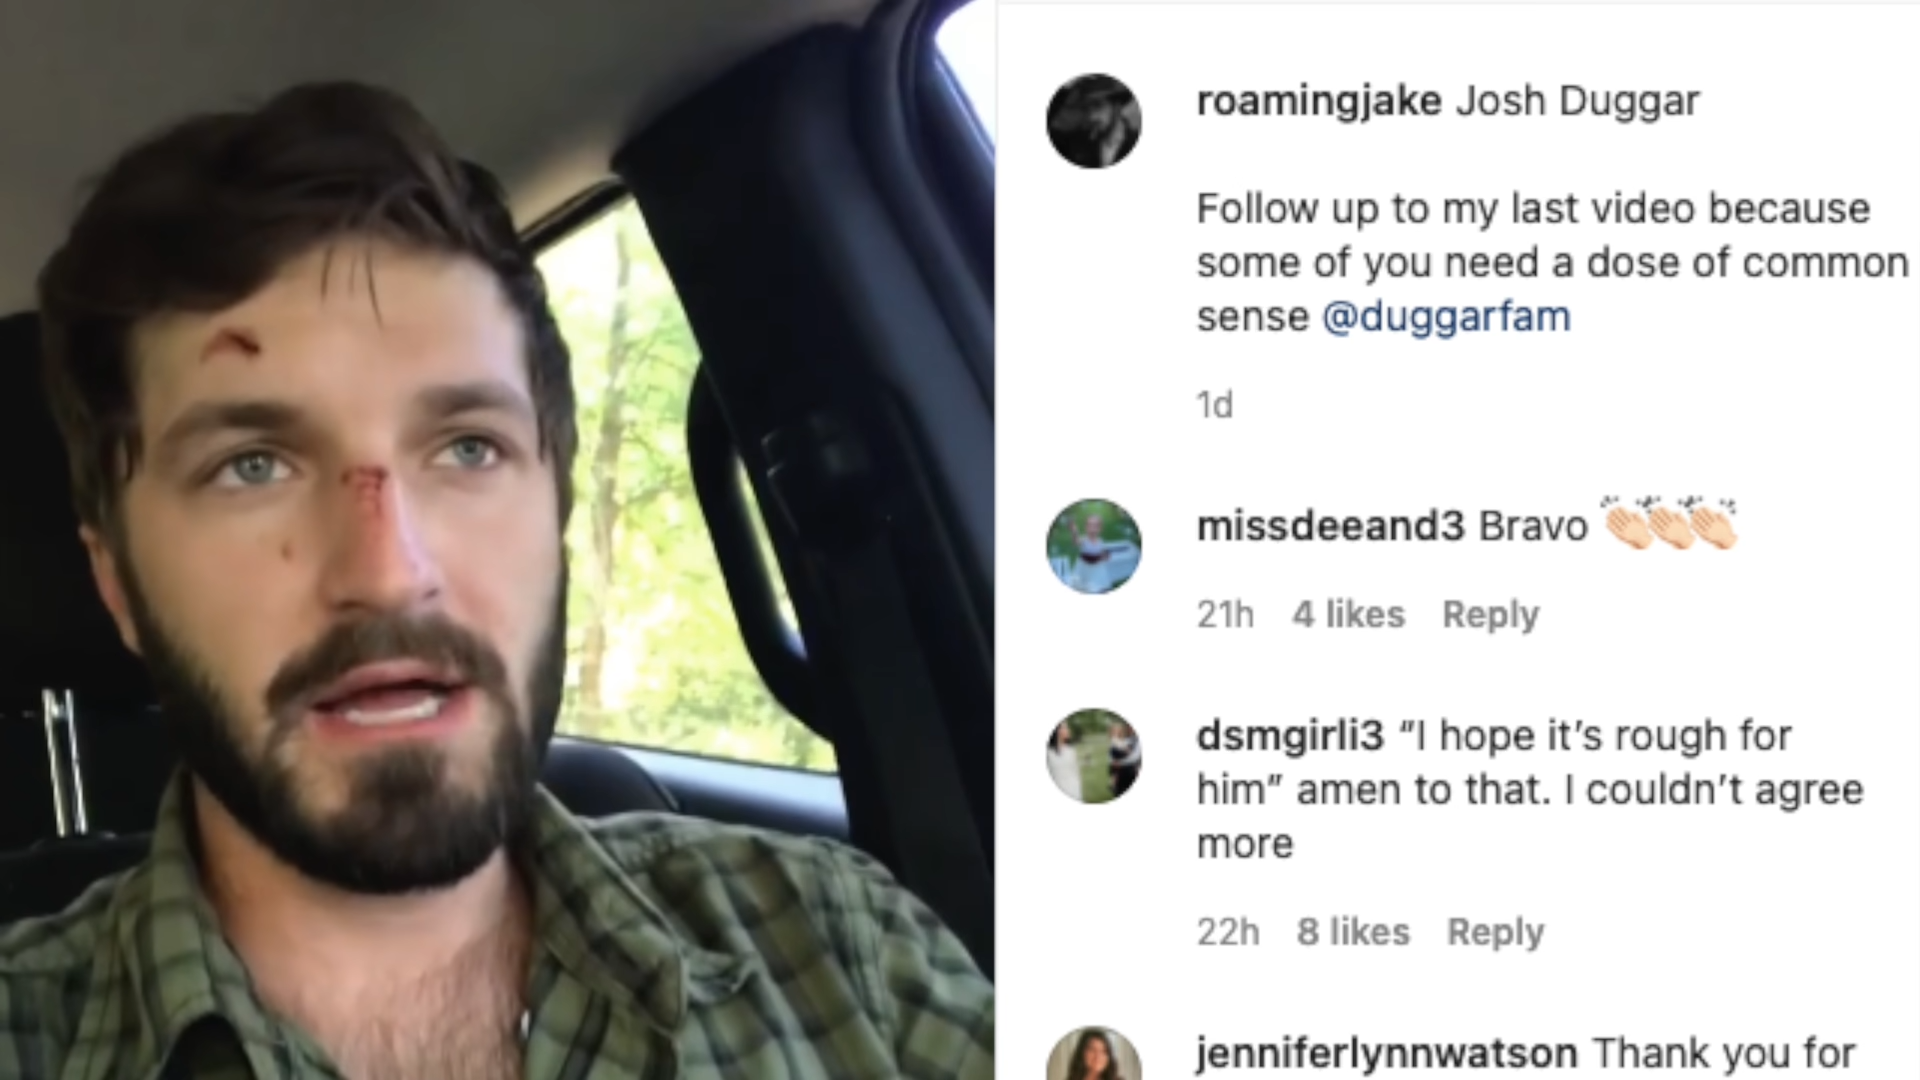 roamingjake Josh Duggar
Follow up to my last video because
some of you need a dose of common
sense @duggarfam
1d
missdeeand3 Bravo 👏🏻👏🏻👏🏻
21h 4 likes Reply
dsmgirli3 “I hope it’s rough for
him” amen to that. I couldn’t agree
more
22h 8 likes Reply
jenniferlynnwatson Thank you for